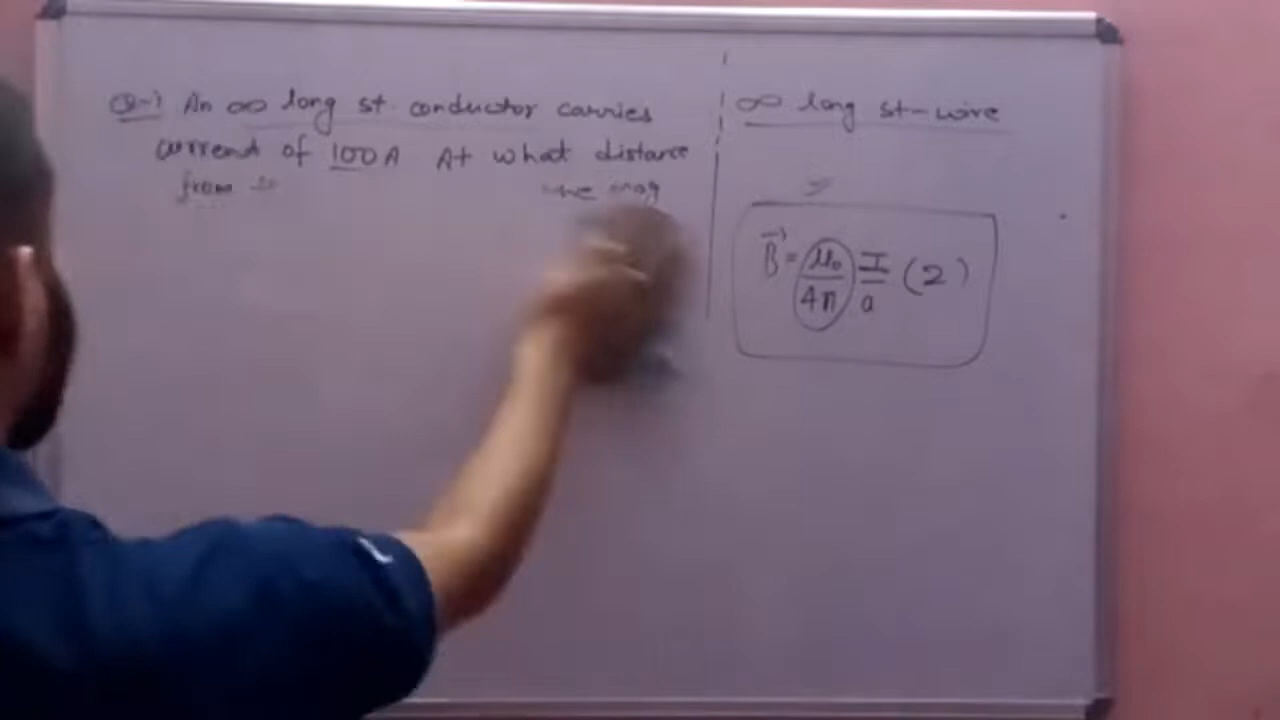 Q-1 An ∞ long st. conductor carries
current of 100A At what distance
from
the mag
∞ long st-wire
B⃗ = μ₀/4π I/a (2)